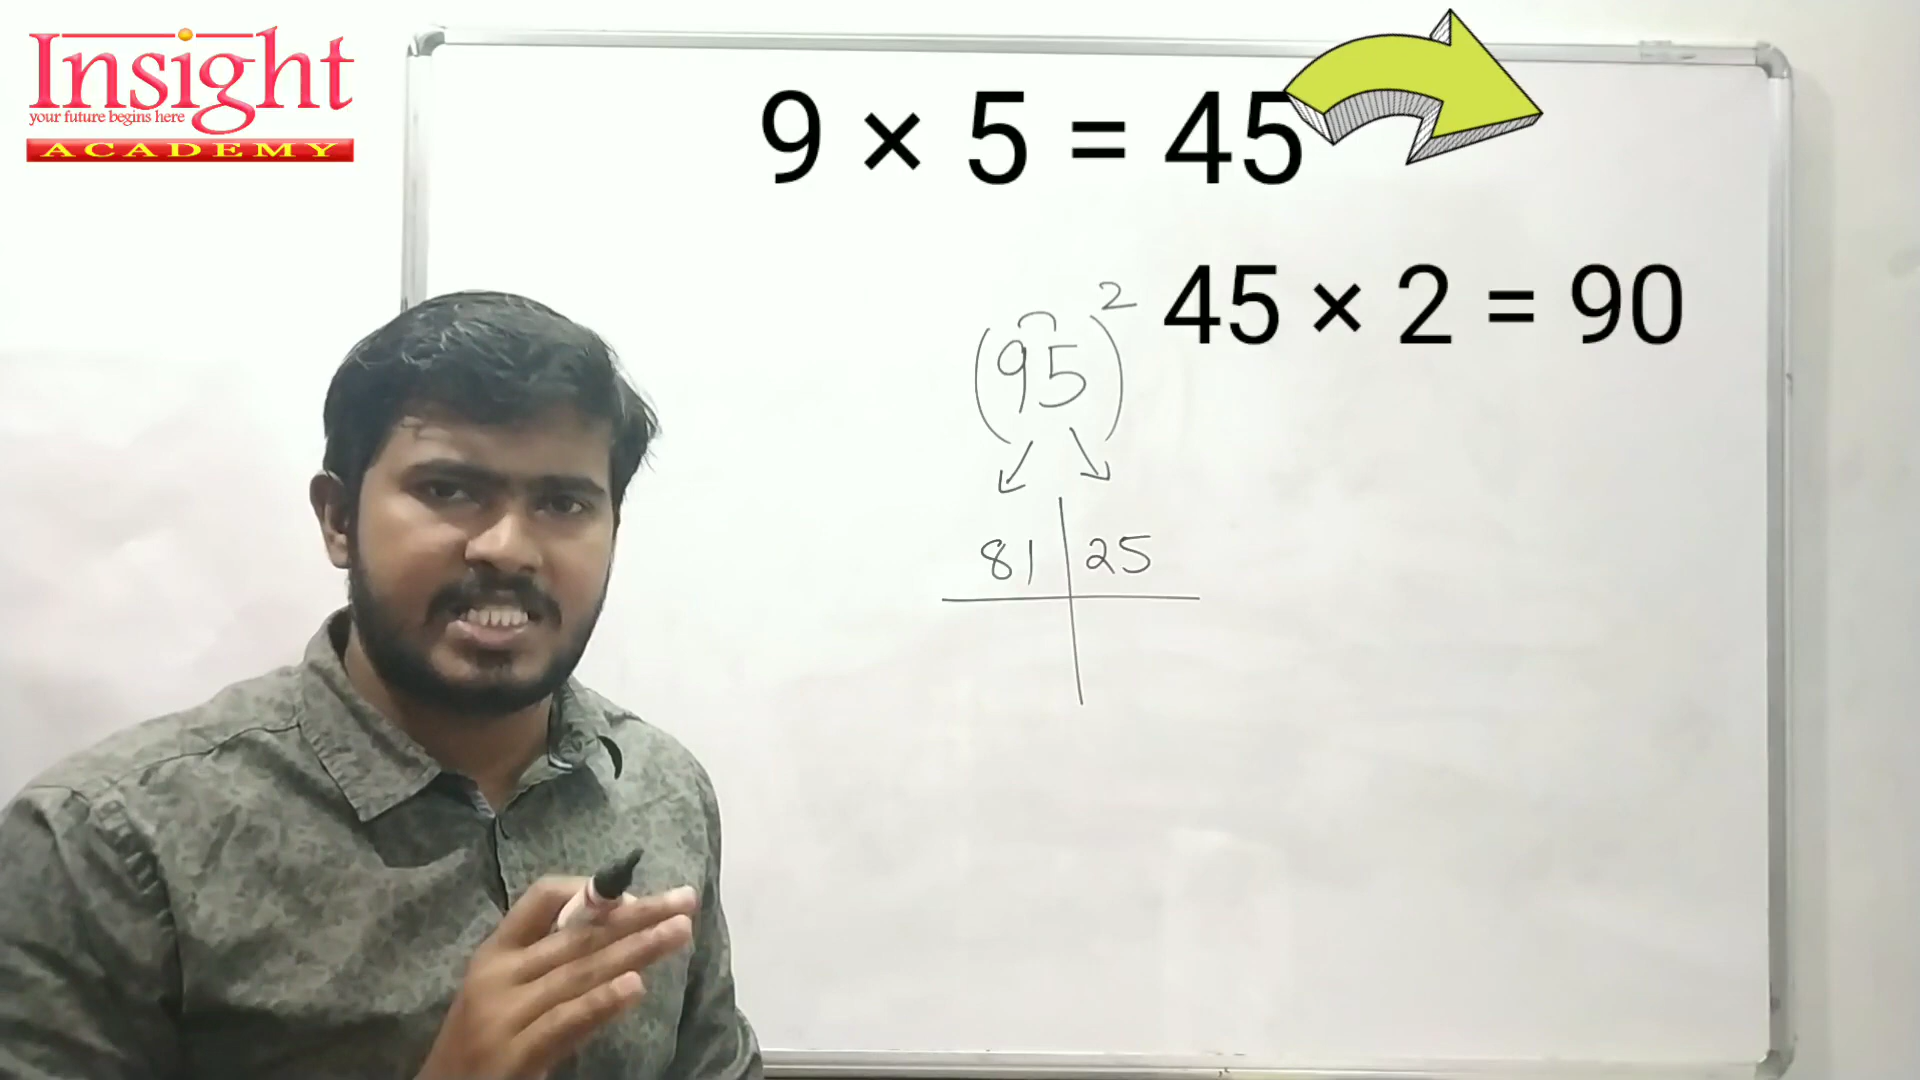 Insight
your future begins here
ACADEMY
9 × 5 = 45
45 × 2 = 90
(95)²
81 | 25